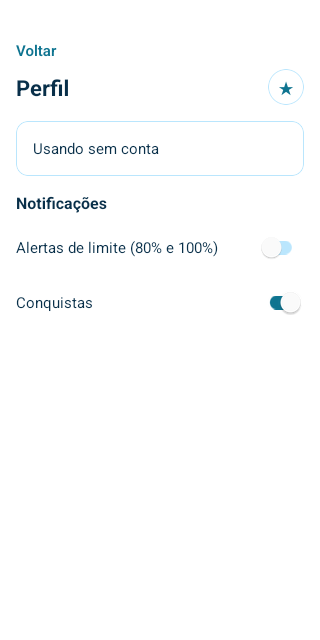 Voltar
Perfil
Usando sem conta
Notificações
Alertas de limite (80% e 100%)
Conquistas